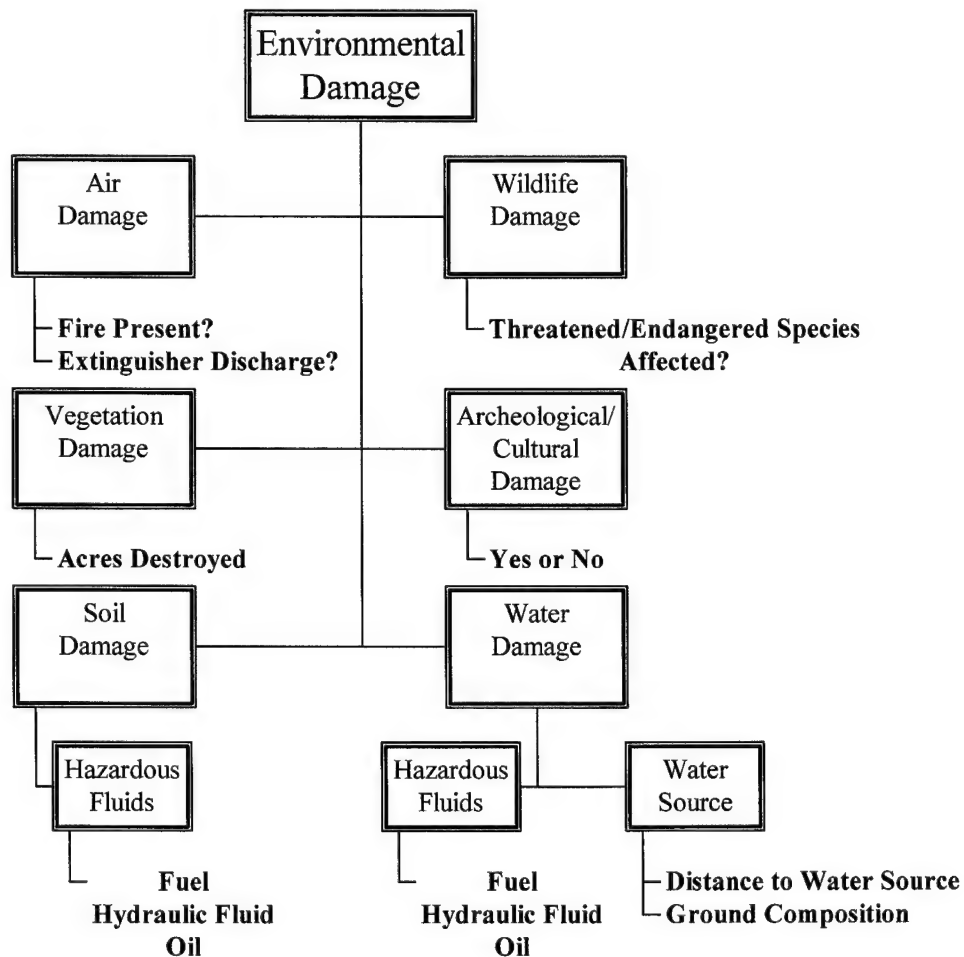 Environmental
Damage
Air
Damage
Wildlife
Damage
Fire Present?
Extinguisher Discharge?
Threatened/Endangered Species
Affected?
Vegetation
Damage
Archeological/
Cultural
Damage
Acres Destroyed
Yes or No
Soil
Damage
Water
Damage
Hazardous
Fluids
Hazardous
Fluids
Water
Source
Fuel
Hydraulic Fluid
Oil
Fuel
Hydraulic Fluid
Oil
Distance to Water Source
Ground Composition